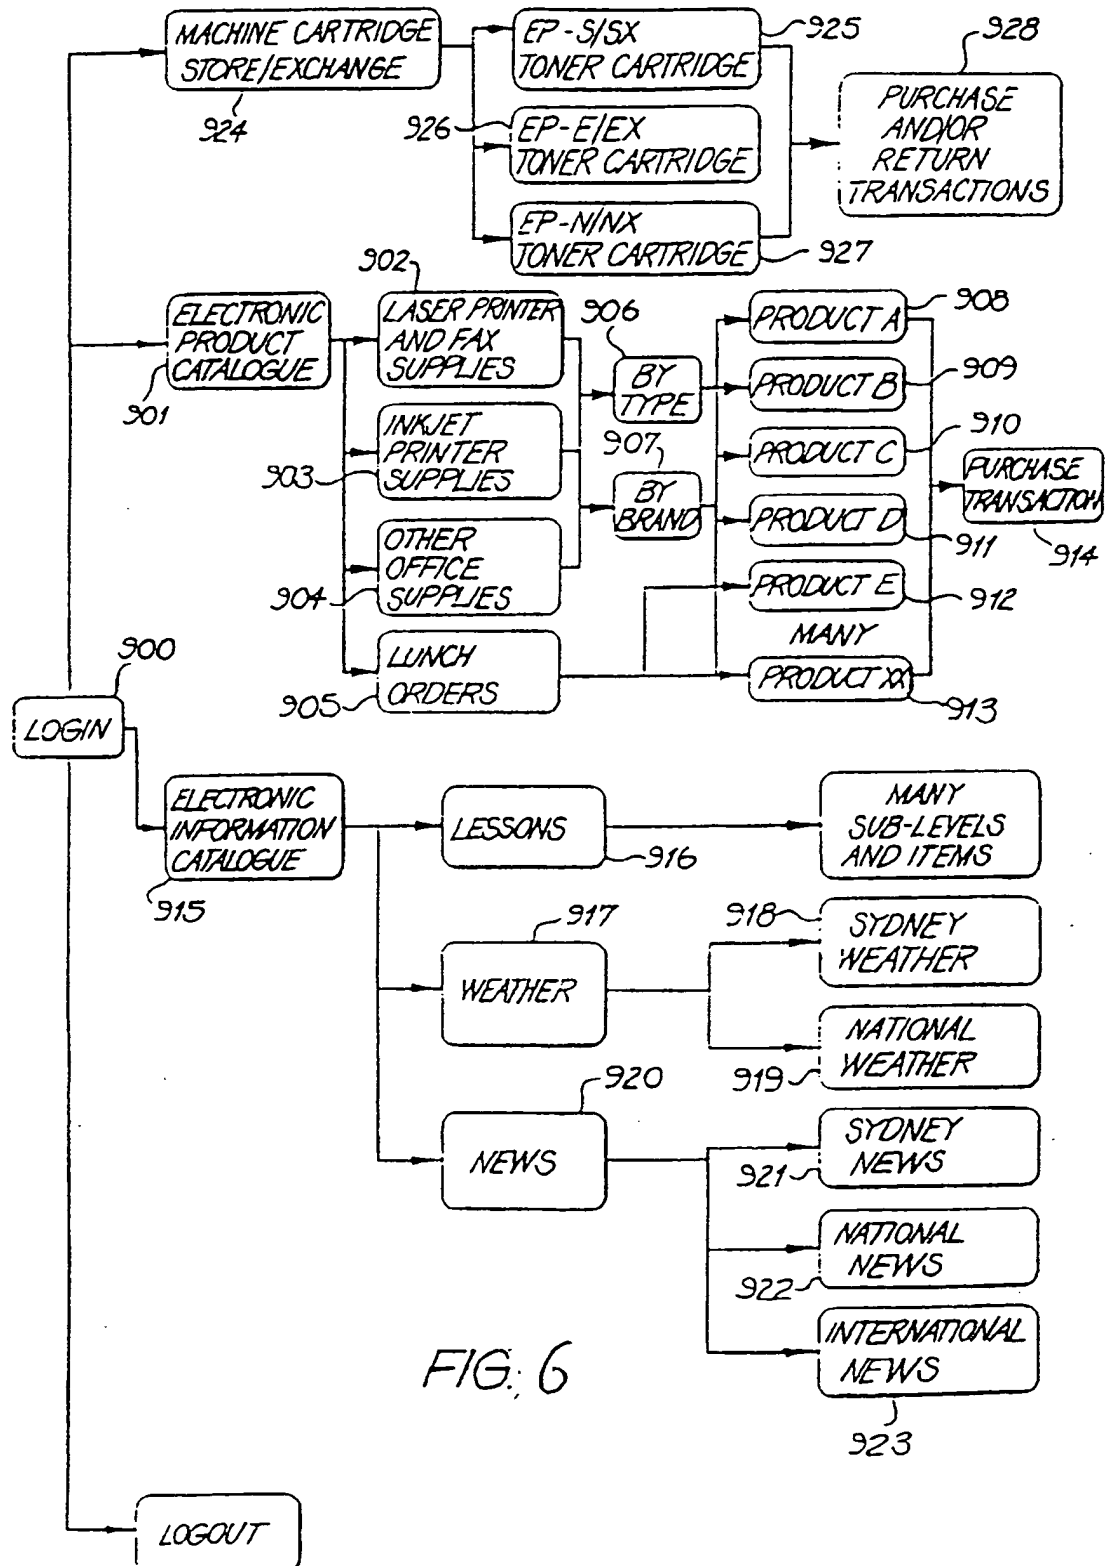 MACHINE CARTRIDGE
STORE/EXCHANGE
924
EP-S/SX
TONER CARTRIDGE
925
926
EP-E/EX
TONER CARTRIDGE
EP-N/NX
TONER CARTRIDGE
927
928
PURCHASE
AND/OR
RETURN
TRANSACTIONS
ELECTRONIC
PRODUCT
CATALOGUE
901
902
LASER PRINTER
AND FAX
SUPPLIES
INKJET
PRINTER
SUPPLIES
903
OTHER
OFFICE
SUPPLIES
904
LUNCH
ORDERS
905
906
BY
TYPE
907
BY
BRAND
PRODUCT A
908
PRODUCT B
909
PRODUCT C
910
PRODUCT D
911
PRODUCT E
912
MANY
PRODUCT XX
913
PURCHASE
TRANSACTION
914
900
LOGIN
ELECTRONIC
INFORMATION
CATALOGUE
915
LESSONS
916
MANY
SUB-LEVELS
AND ITEMS
917
WEATHER
918
SYDNEY
WEATHER
NATIONAL
WEATHER
919
920
NEWS
SYDNEY
NEWS
921
NATIONAL
NEWS
922
INTERNATIONAL
NEWS
923
FIG. 6
LOGOUT